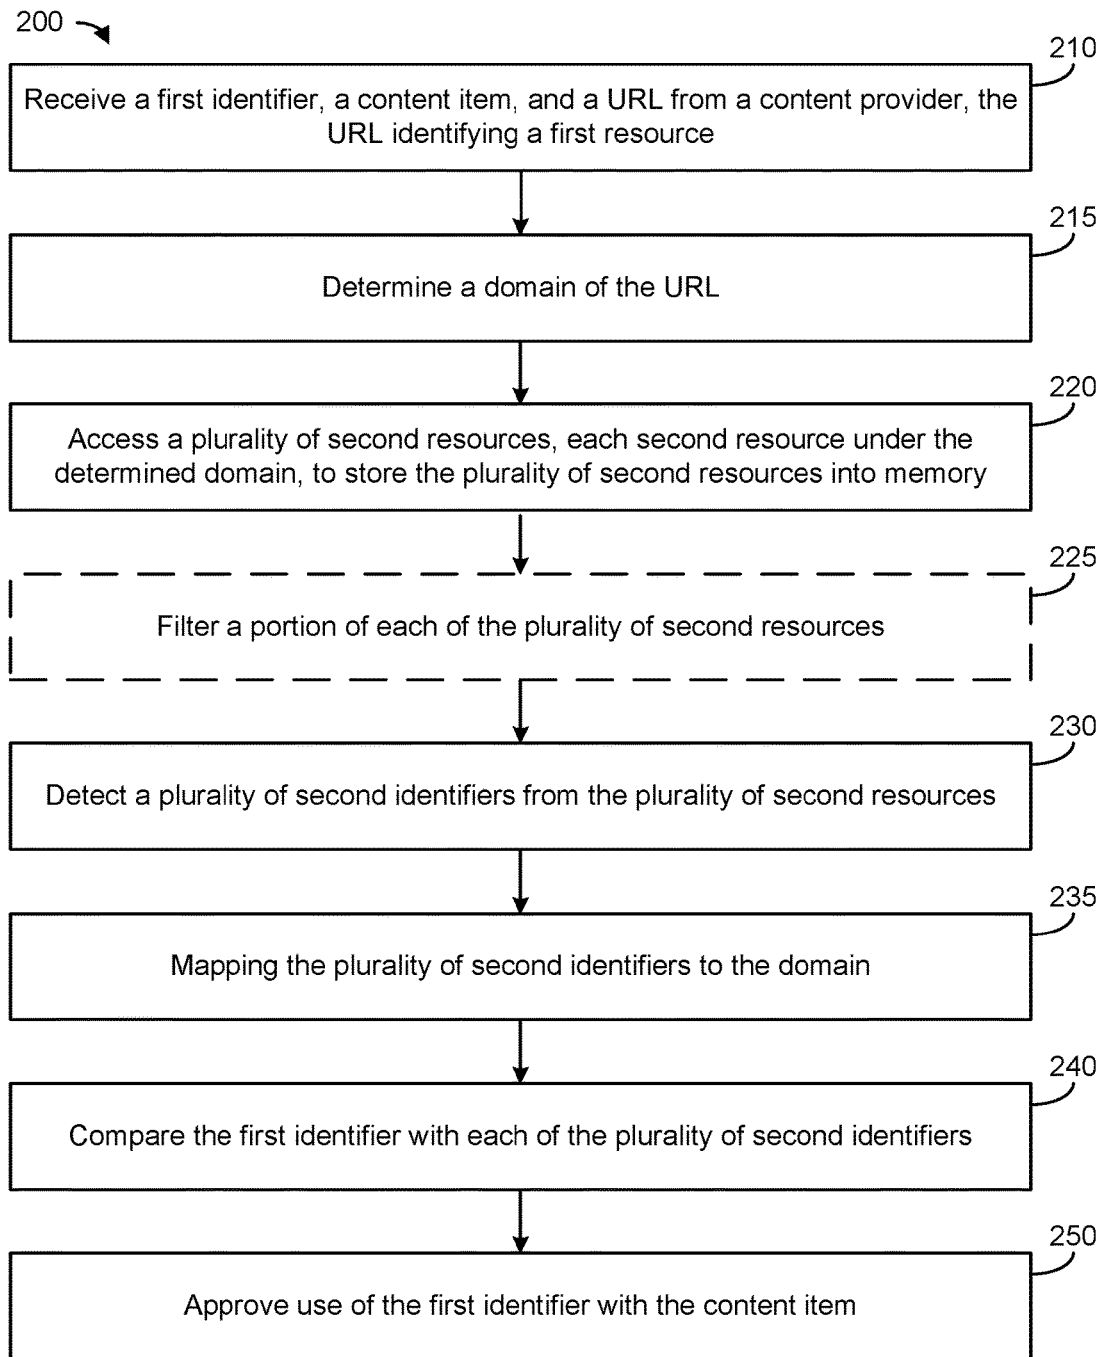 200
210
Receive a first identifier, a content item, and a URL from a content provider, the
URL identifying a first resource
215
Determine a domain of the URL
220
Access a plurality of second resources, each second resource under the
determined domain, to store the plurality of second resources into memory
225
Filter a portion of each of the plurality of second resources
230
Detect a plurality of second identifiers from the plurality of second resources
235
Mapping the plurality of second identifiers to the domain
240
Compare the first identifier with each of the plurality of second identifiers
250
Approve use of the first identifier with the content item